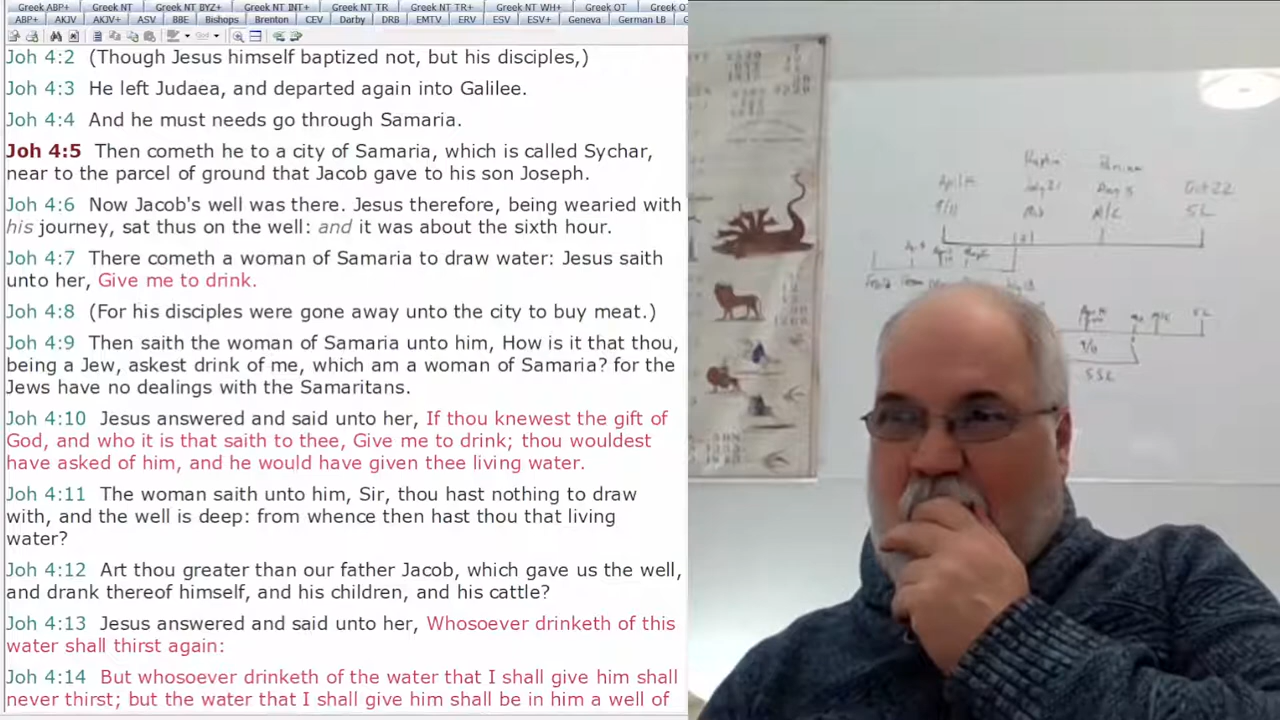 Greek ABP+ Greek NT Greek NT BYZ+ Greek NT INT+ Greek NT TR Greek NT TR+ Greek NT WH+ Greek OT Greek O
ABP+ AKJV AKJV+ ASV BBE Bishops Brenton CEV Darby DRB EMTV ERV ESV ESV+ Geneva German LB
Joh 4:2 (Though Jesus himself baptized not, but his disciples,)
Joh 4:3 He left Judaea, and departed again into Galilee.
Joh 4:4 And he must needs go through Samaria.
Joh 4:5 Then cometh he to a city of Samaria, which is called Sychar,
near to the parcel of ground that Jacob gave to his son Joseph.
Joh 4:6 Now Jacob's well was there. Jesus therefore, being wearied with
his journey, sat thus on the well: and it was about the sixth hour.
Joh 4:7 There cometh a woman of Samaria to draw water: Jesus saith
unto her, Give me to drink.
Joh 4:8 (For his disciples were gone away unto the city to buy meat.)
Joh 4:9 Then saith the woman of Samaria unto him, How is it that thou,
being a Jew, askest drink of me, which am a woman of Samaria? for the
Jews have no dealings with the Samaritans.
Joh 4:10 Jesus answered and said unto her, If thou knewest the gift of
God, and who it is that saith to thee, Give me to drink; thou wouldest
have asked of him, and he would have given thee living water.
Joh 4:11 The woman saith unto him, Sir, thou hast nothing to draw
with, and the well is deep: from whence then hast thou that living
water?
Joh 4:12 Art thou greater than our father Jacob, which gave us the well,
and drank thereof himself, and his children, and his cattle?
Joh 4:13 Jesus answered and said unto her, Whosoever drinketh of this
water shall thirst again:
Joh 4:14 But whosoever drinketh of the water that I shall give him shall
never thirst; but the water that I shall give him shall be in him a well of
Raphia
Oct 22
9/11
SL
SL
SSL